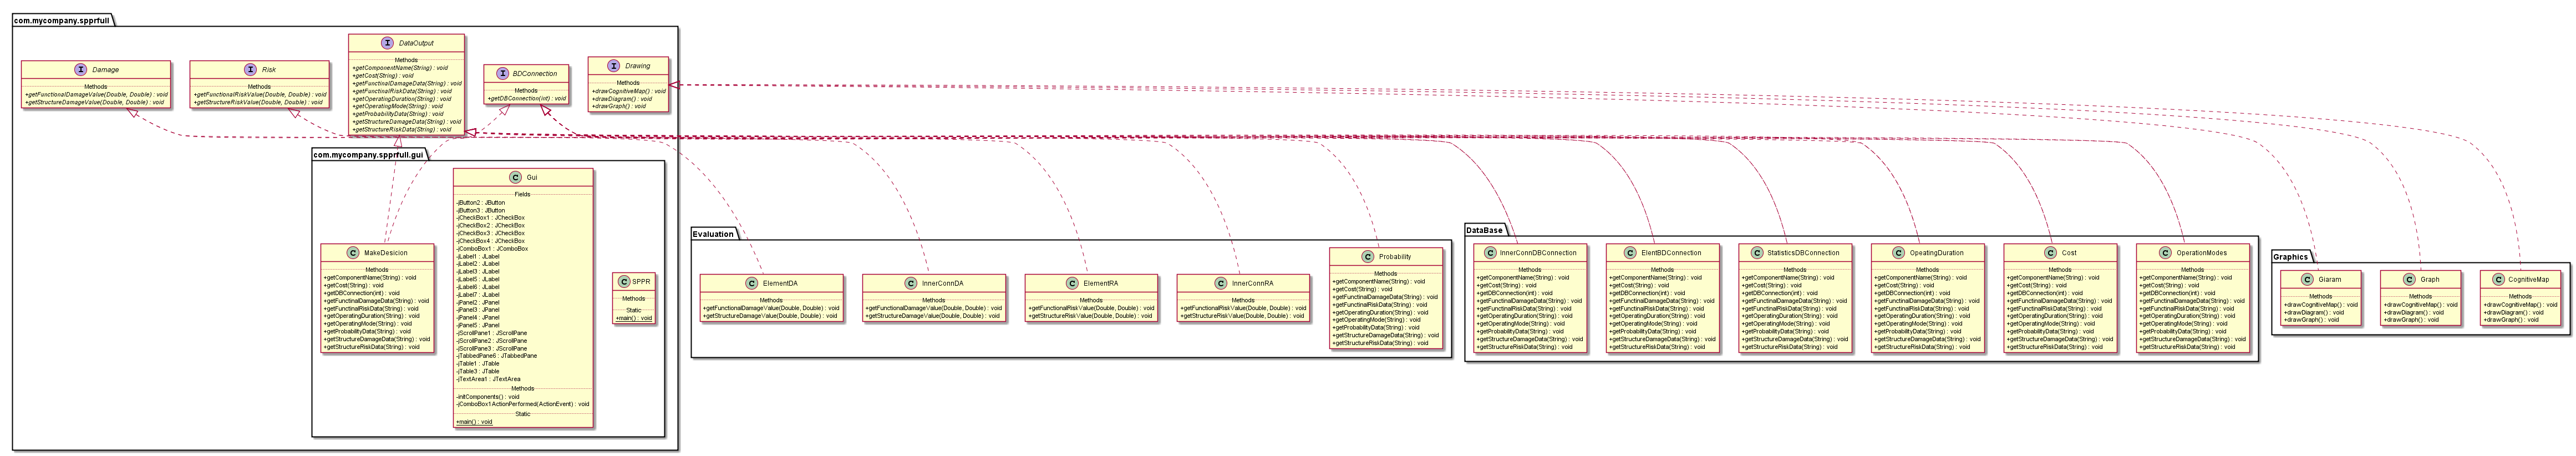 com.mycompany.spprfull
Damage
Methods
+getFunctionalDamageValue(Double, Double) : void
+getStructureDamageValue(Double, Double) : void
Risk
Methods
+getFunctionalRiskValue(Double, Double) : void
+getStructureRiskValue(Double, Double) : void
DataOutput
Methods
+getComponentName(String) : void
+getCost(String) : void
+getFunctinalDamageData(String) : void
+getFunctinalRiskData(String) : void
+getOperatingDuration(String) : void
+getOperatingMode(String) : void
+getProbabilityData(String) : void
+getStructureDamageData(String) : void
+getStructureRiskData(String) : void
BDConnection
Methods
+getDBConnection(int) : void
Drawing
Methods
+drawCognitiveMap() : void
+drawDiagram() : void
+drawGraph() : void
com.mycompany.spprfull.gui
MakeDesicion
Methods
+getComponentName(String) : void
+getCost(String) : void
+getDBConnection(int) : void
+getFunctinalDamageData(String) : void
+getFunctinalRiskData(String) : void
+getOperatingDuration(String) : void
+getOperatingMode(String) : void
+getProbabilityData(String) : void
+getStructureDamageData(String) : void
+getStructureRiskData(String) : void
Gui
Fields
-jButton2 : JButton
-jButton3 : JButton
-jCheckBox1 : JCheckBox
-jCheckBox2 : JCheckBox
-jCheckBox3 : JCheckBox
-jCheckBox4 : JCheckBox
-jComboBox1 : JComboBox
-jLabel1 : JLabel
-jLabel2 : JLabel
-jLabel3 : JLabel
-jLabel5 : JLabel
-jLabel6 : JLabel
-jLabel7 : JLabel
-jPanel2 : JPanel
-jPanel3 : JPanel
-jPanel4 : JPanel
-jPanel5 : JPanel
-jScrollPane1 : JScrollPane
-jScrollPane2 : JScrollPane
-jScrollPane3 : JScrollPane
-jTabbedPane6 : JTabbedPane
-jTable1 : JTable
-jTable3 : JTable
-jTextArea1 : JTextArea
Methods
-initComponents() : void
-jComboBox1ActionPerformed(ActionEvent) : void
Static
+main() : void
SPPR
Methods
Static
+main() : void
Evaluation
ElementDA
Methods
+getFunctionalDamageValue(Double, Double) : void
+getStructureDamageValue(Double, Double) : void
InnerConnDA
Methods
+getFunctionalDamageValue(Double, Double) : void
+getStructureDamageValue(Double, Double) : void
ElementRA
Methods
+getFunctionalRiskValue(Double, Double) : void
+getStructureRiskValue(Double, Double) : void
InnerConnRA
Methods
+getFunctionalRiskValue(Double, Double) : void
+getStructureRiskValue(Double, Double) : void
Probability
Methods
+getComponentName(String) : void
+getCost(String) : void
+getFunctinalDamageData(String) : void
+getFunctinalRiskData(String) : void
+getOperatingDuration(String) : void
+getOperatingMode(String) : void
+getProbabilityData(String) : void
+getStructureDamageData(String) : void
+getStructureRiskData(String) : void
DataBase
InnerConnDBConnection
Methods
+getComponentName(String) : void
+getCost(String) : void
+getDBConnection(int) : void
+getFunctinalDamageData(String) : void
+getFunctinalRiskData(String) : void
+getOperatingDuration(String) : void
+getOperatingMode(String) : void
+getProbabilityData(String) : void
+getStructureDamageData(String) : void
+getStructureRiskData(String) : void
ElentBDConnection
Methods
+getComponentName(String) : void
+getCost(String) : void
+getDBConnection(int) : void
+getFunctinalDamageData(String) : void
+getFunctinalRiskData(String) : void
+getOperatingDuration(String) : void
+getOperatingMode(String) : void
+getProbabilityData(String) : void
+getStructureDamageData(String) : void
+getStructureRiskData(String) : void
StatisticsDBConnection
Methods
+getComponentName(String) : void
+getCost(String) : void
+getDBConnection(int) : void
+getFunctinalDamageData(String) : void
+getFunctinalRiskData(String) : void
+getOperatingDuration(String) : void
+getOperatingMode(String) : void
+getProbabilityData(String) : void
+getStructureDamageData(String) : void
+getStructureRiskData(String) : void
OpeatingDuration
Methods
+getComponentName(String) : void
+getCost(String) : void
+getDBConnection(int) : void
+getFunctinalDamageData(String) : void
+getFunctinalRiskData(String) : void
+getOperatingDuration(String) : void
+getOperatingMode(String) : void
+getProbabilityData(String) : void
+getStructureDamageData(String) : void
+getStructureRiskData(String) : void
Cost
Methods
+getComponentName(String) : void
+getCost(String) : void
+getDBConnection(int) : void
+getFunctinalDamageData(String) : void
+getFunctinalRiskData(String) : void
+getOperatingDuration(String) : void
+getOperatingMode(String) : void
+getProbabilityData(String) : void
+getStructureDamageData(String) : void
+getStructureRiskData(String) : void
OperationModes
Methods
+getComponentName(String) : void
+getCost(String) : void
+getDBConnection(int) : void
+getFunctinalDamageData(String) : void
+getFunctinalRiskData(String) : void
+getOperatingDuration(String) : void
+getOperatingMode(String) : void
+getProbabilityData(String) : void
+getStructureDamageData(String) : void
+getStructureRiskData(String) : void
Graphics
Giaram
Methods
+drawCognitiveMap() : void
+drawDiagram() : void
+drawGraph() : void
Graph
Methods
+drawCognitiveMap() : void
+drawDiagram() : void
+drawGraph() : void
CognitiveMap
Methods
+drawCognitiveMap() : void
+drawDiagram() : void
+drawGraph() : void